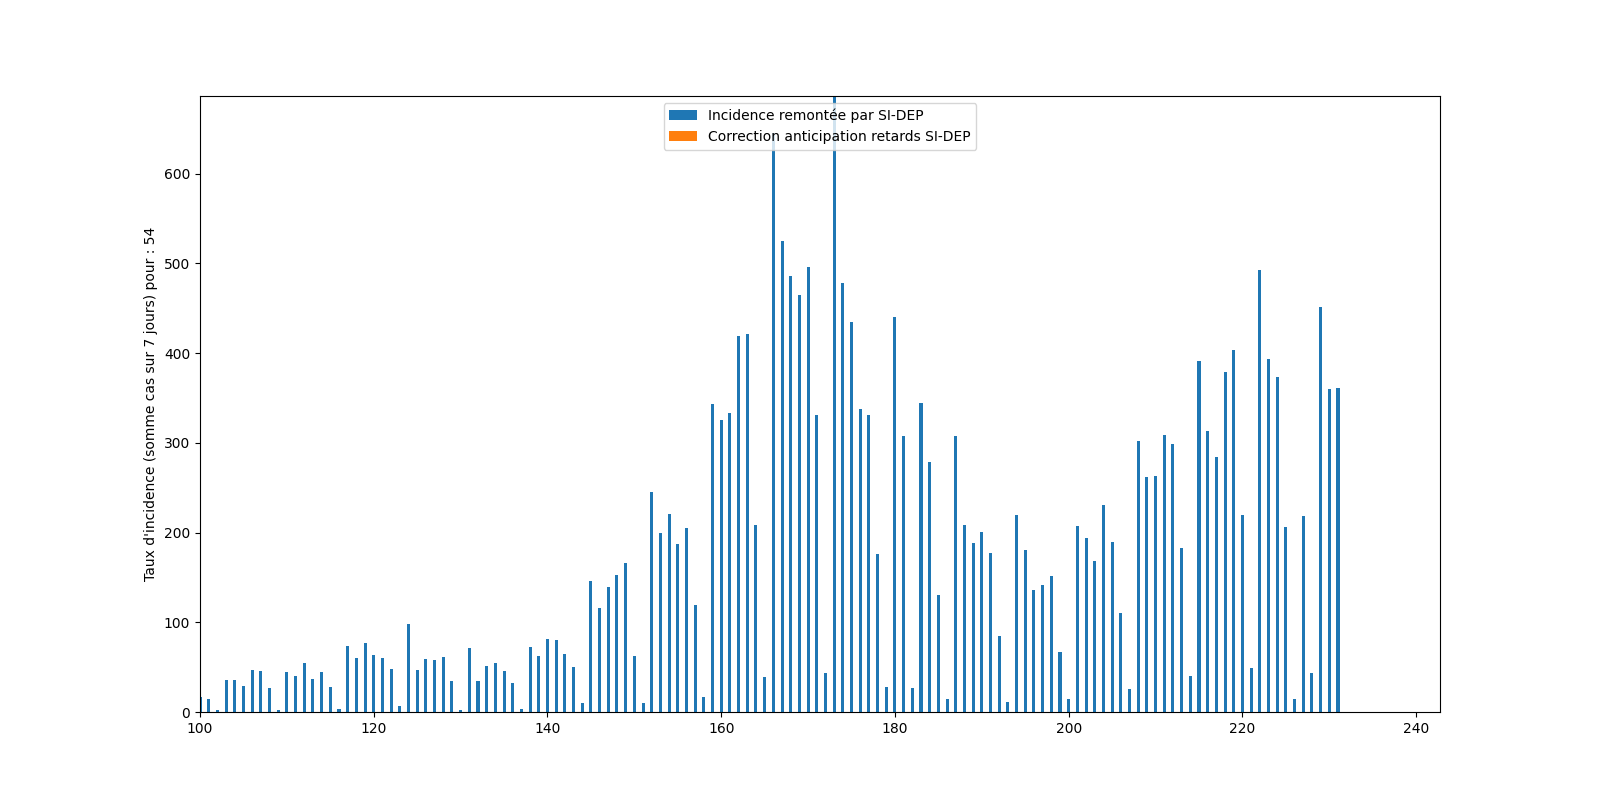 Incidence remontée par SI-DEP
Correction anticipation retards SI-DEP
Taux d'incidence (somme cas sur 7 jours) pour : 54
600
500
400
300
200
100
0
100 120 140 160 180 200 220 240